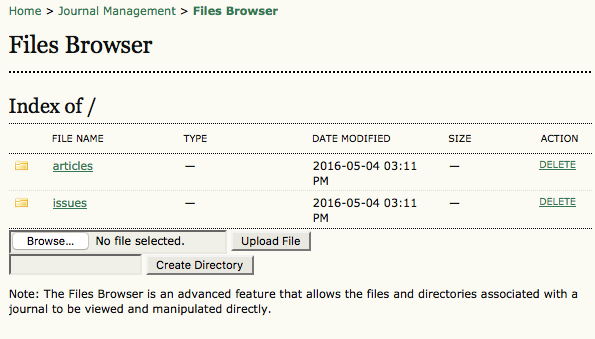 Home > Journal Management > Files Browser
Files Browser
Index of /
FILE NAME TYPE DATE MODIFIED SIZE ACTION
articles — 2016-05-04 03:11 — DELETE
PM
issues — 2016-05-04 03:11 — DELETE
PM
Browse... No file selected. Upload File
Create Directory
Note: The Files Browser is an advanced feature that allows the files and directories associated with a
journal to be viewed and manipulated directly.